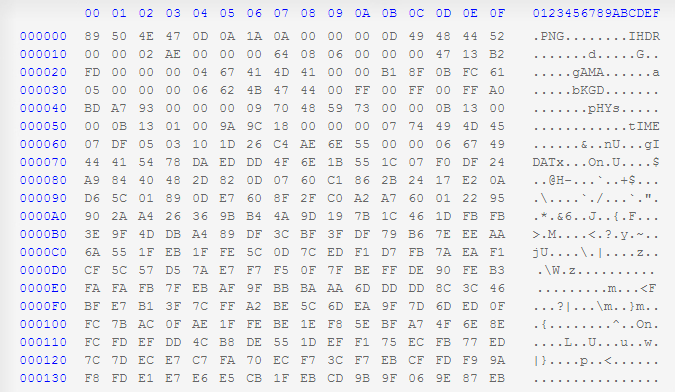 00 01 02 03 04 05 06 07 08 09 0A 0B 0C 0D 0E 0F 0123456789ABCDEF
000000 89 50 4E 47 0D 0A 1A 0A 00 00 00 0D 49 48 44 52 .PNG........IHDR
000010 00 00 02 AE 00 00 00 64 08 06 00 00 00 47 13 B2 .......d.....G..
000020 FD 00 00 00 04 67 41 4D 41 00 00 B1 8F 0B FC 61 .....gAMA......a
000030 05 00 00 00 06 62 4B 47 44 00 FF 00 FF 00 FF A0 .....bKGD.......
000040 BD A7 93 00 00 00 09 70 48 59 73 00 00 0B 13 00 .......pHYs.....
000050 00 0B 13 01 00 9A 9C 18 00 00 00 07 74 49 4D 45 ............tIME
000060 07 DF 05 03 10 1D 26 C4 AE 6E 55 00 00 06 67 49 ......&..nU...gI
000070 44 41 54 78 DA ED DD 4F 6E 1B 55 1C 07 F0 DF 24 DATx...On.U....$
000080 A9 84 40 48 2D 82 0D 07 60 C1 86 2B 24 17 E2 0A ..@H-...`..+$...
000090 D6 5C 01 89 0D E7 60 8F 2F C0 A2 A7 60 01 22 95 .\....`./...`.".
0000A0 90 2A A4 26 36 9B B4 4A 9D 19 7B 1C 46 1D FB FB .*.&6..J..{.F...
0000B0 3E 9F 4D DB A4 89 DF 3C BF 3F DF 79 B6 7E EE AA >.M....<.?.y.~..
0000C0 6A 55 1F EB 1F FE 5C 0D 7C ED F1 D7 FB 7A EA F1 jU....\.|....z..
0000D0 CF 5C 57 D5 7A E7 F7 F5 0F 7F BE FF DE 90 FE B3 .\W.z...........
0000E0 FA FA FB 7F EB AF 9F BB BA AA 6D DD DD 8C 3C 46 ..........m...<F
0000F0 BF E7 B1 3F 7C FF A2 BE 5C 6D EA 9F 7D 6D ED 0F ...?|...\m..}m..
000100 FC 7B AC 0F AE 1F FE BE 1E F8 5E BF A7 4F 6E 8E .{........^..On.
000110 FC FD EF DD 4C B8 DE 55 1D EF F1 75 EC FB 77 ED ....L..U...u..w.
000120 7C 7D EC E7 C7 FA 70 EC F7 3C F7 EB CF FD F9 9A |}....p..<......
000130 F8 FD E1 E7 E6 E5 CB 1F EB CD 9B 9F 06 9E 87 EB ................